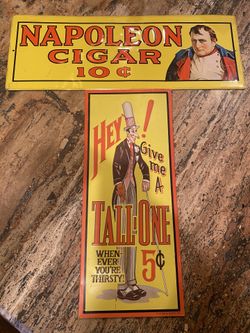 NAPOLEON
CIGAR
10¢
HEY!
Give
me
A
TALL-ONE
WHEN-
EVER
YOU'RE
THIRSTY!
5¢